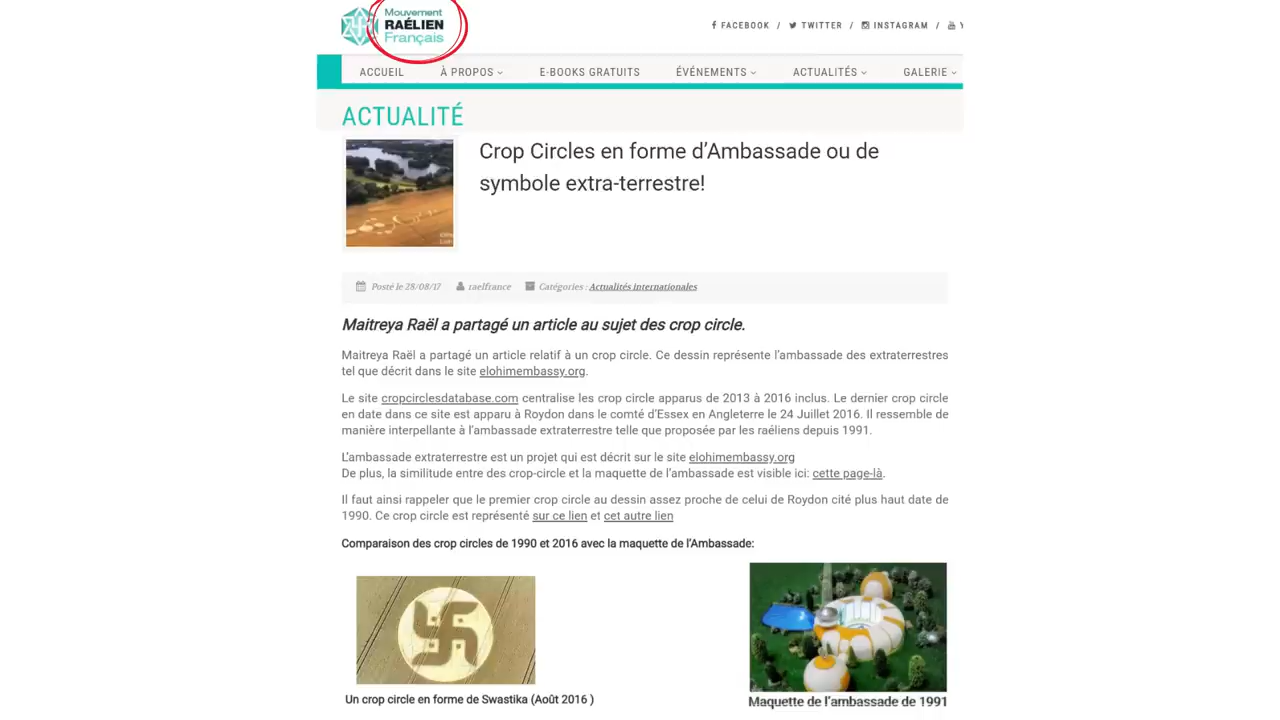 Mouvement
RAÉLIEN
Français
FACEBOOK / TWITTER / INSTAGRAM /
ACCUEIL À PROPOS E-BOOKS GRATUITS ÉVÉNEMENTS ACTUALITÉS GALERIE
ACTUALITÉ
Crop Circles en forme d'Ambassade ou de
symbole extra-terrestre!
Posté le 28/08/17 raelfrance Catégories : Actualités internationales
Maitreya Raël a partagé un article au sujet des crop circle.
Maitreya Raël a partagé un article relatif à un crop circle. Ce dessin représente l'ambassade des extraterrestres
tel que décrit dans le site elohimembassy.org.
Le site cropcirclesdatabase.com centralise les crop circle apparus de 2013 à 2016 inclus. Le dernier crop circle
en date dans ce site est apparu à Roydon dans le comté d'Essex en Angleterre le 24 Juillet 2016. Il ressemble de
manière interpellante à l'ambassade extraterrestre telle que proposée par les raéliens depuis 1991.
L'ambassade extraterrestre est un projet qui est décrit sur le site elohimembassy.org
De plus, la similitude entre des crop-circle et la maquette de l'ambassade est visible ici: cette page-là.
Il faut ainsi rappeler que le premier crop circle au dessin assez proche de celui de Roydon cité plus haut date de
1990. Ce crop circle est représenté sur ce lien et cet autre lien
Comparaison des crop circles de 1990 et 2016 avec la maquette de l'Ambassade:
Un crop circle en forme de Swastika (Août 2016 )
Maquette de l'ambassade de 1991